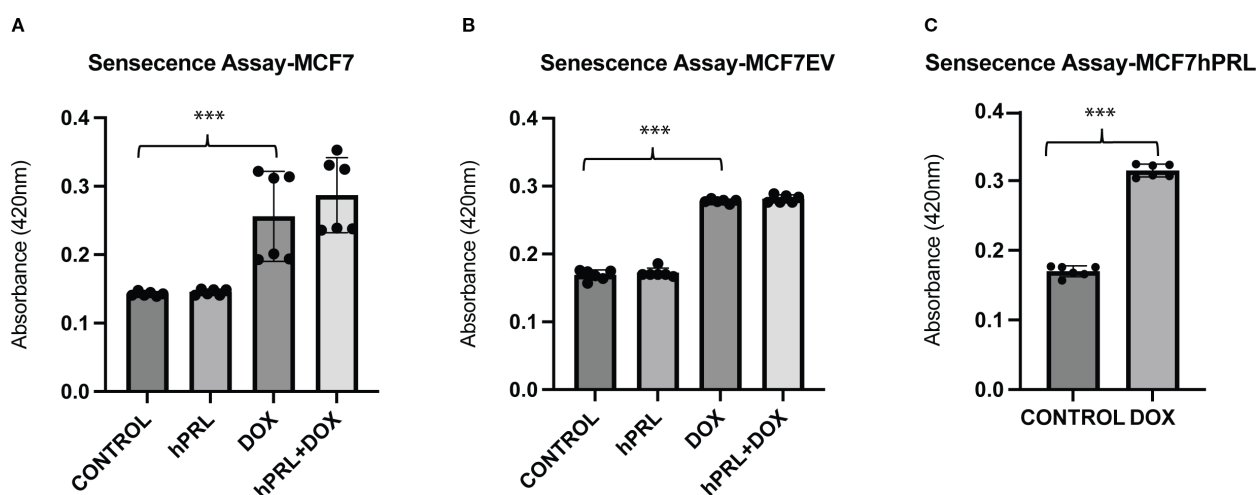 A
Sensecence Assay-MCF7
***
Absorbance (420nm)
0.4
0.3
0.2
0.1
0.0
CONTROL
hPRL
DOX
hPRL+DOX
B
Senescence Assay-MCF7EV
***
Absorbance (420nm)
0.4
0.3
0.2
0.1
0.0
CONTROL
hPRL
DOX
hPRL+DOX
C
Sensecence Assay-MCF7hPRL
***
Absorbance (420nm)
0.4
0.3
0.2
0.1
0.0
CONTROL DOX